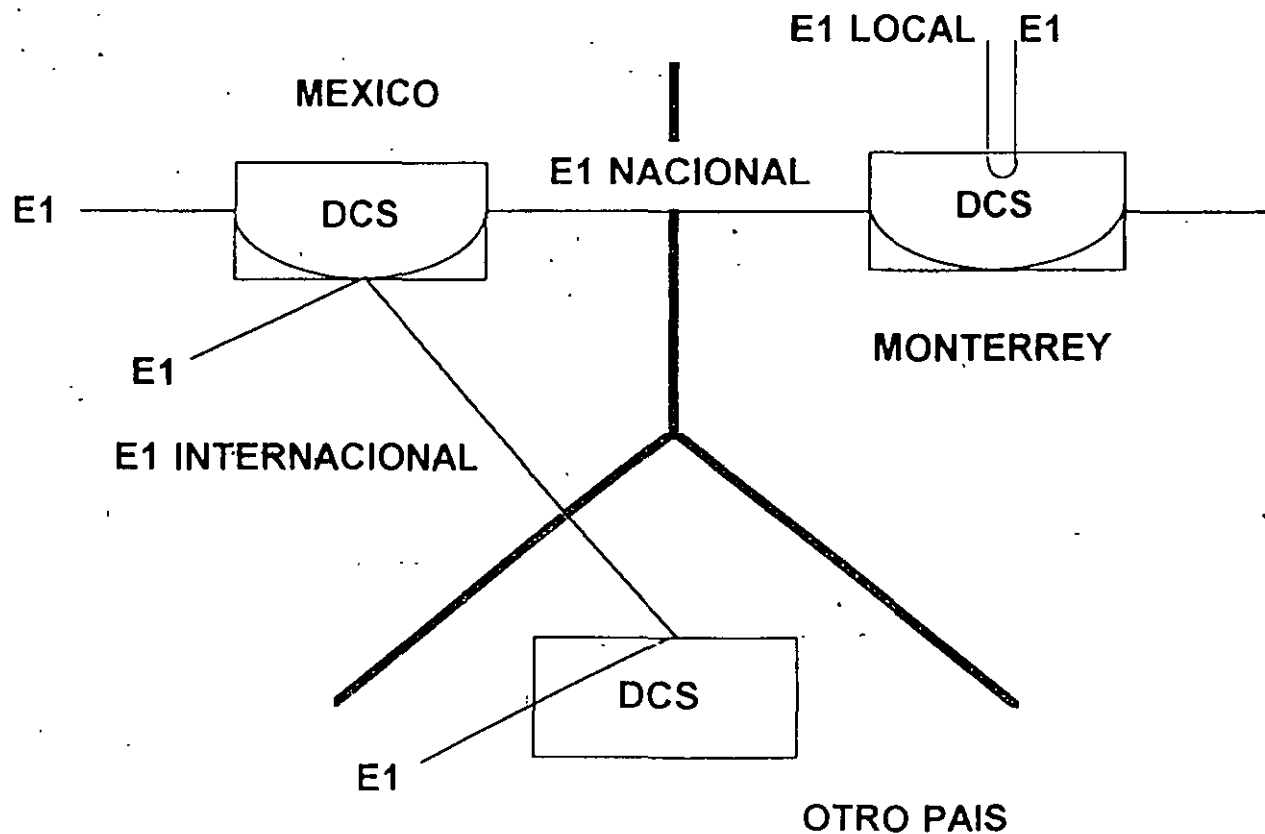 E1 LOCAL E1
MEXICO
E1 NACIONAL
E1
DCS
DCS
MONTERREY
E1
E1 INTERNACIONAL
DCS
E1
OTRO PAIS